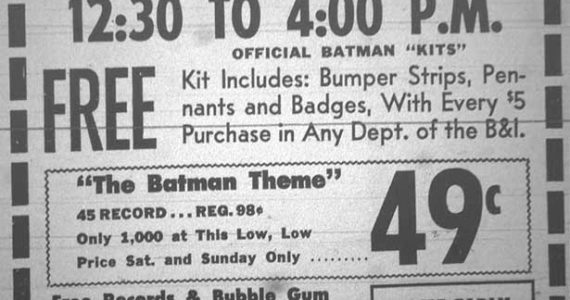 12:30 TO 4:00 P.M.
OFFICIAL BATMAN "KITS"
FREE
Kit Includes: Bumper Strips, Pen-
nants and Badges, With Every $5
Purchase in Any Dept. of the B&I.
"The Batman Theme"
45 RECORD...REG. 98¢
Only 1,000 at This Low, Low
Price Sat. and Sunday Only .........
49c
Free Records & Bubble Gum